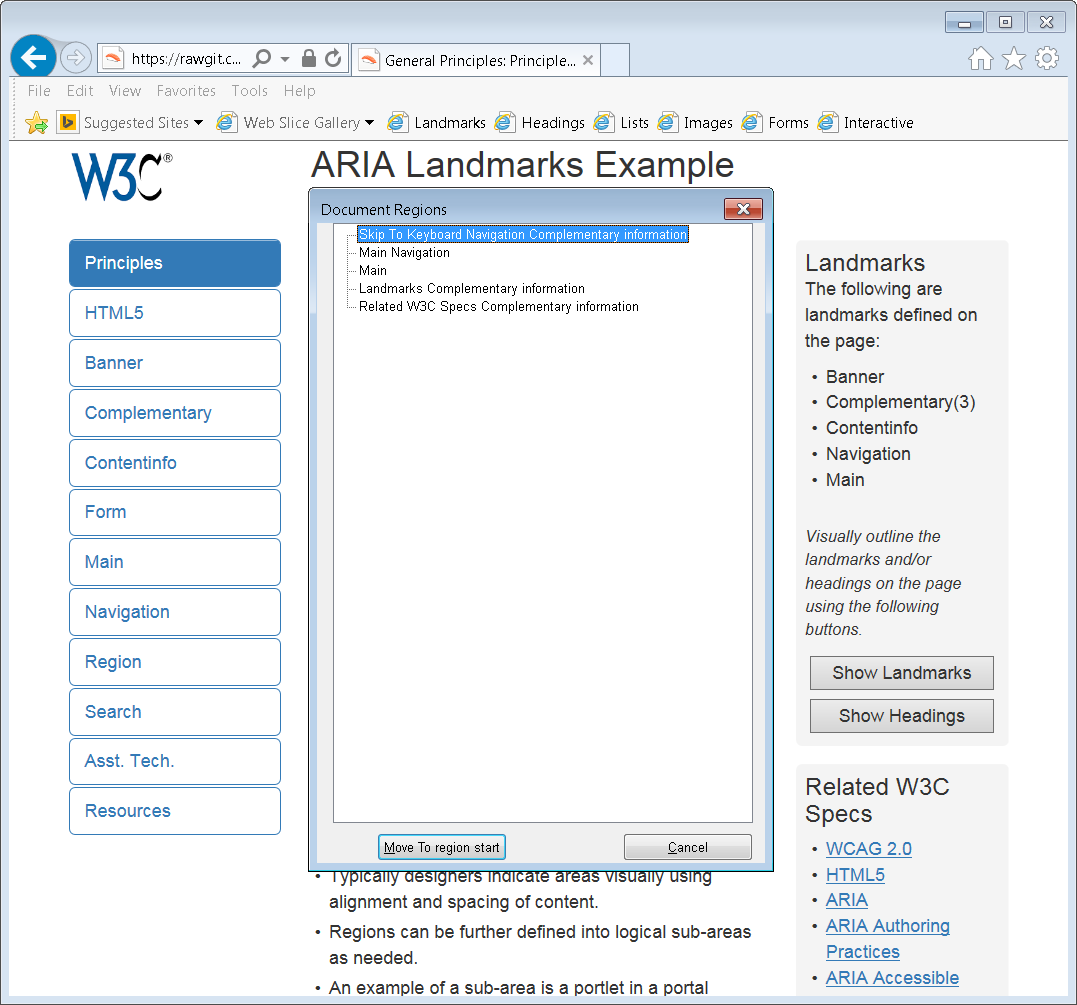 https://rawgit.c...
General Principles: Principle...
File Edit View Favorites Tools Help
Suggested Sites Web Slice Gallery Landmarks Headings Lists Images Forms Interactive
W3C®
ARIA Landmarks Example
Principles
HTML5
Banner
Complementary
Contentinfo
Form
Main
Navigation
Region
Search
Asst. Tech.
Resources
Document Regions
Skip To Keyboard Navigation Complementary information
Main Navigation
Main
Landmarks Complementary information
Related W3C Specs Complementary information
Move To region start
Cancel
• Typically designers indicate areas visually using
alignment and spacing of content.
• Regions can be further defined into logical sub-areas
as needed.
• An example of a sub-area is a portlet in a portal
Landmarks
The following are
landmarks defined on
the page:
• Banner
• Complementary(3)
• Contentinfo
• Navigation
• Main
Visually outline the
landmarks and/or
headings on the page
using the following
buttons.
Show Landmarks
Show Headings
Related W3C
Specs
• WCAG 2.0
• HTML5
• ARIA
• ARIA Authoring
Practices
• ARIA Accessible